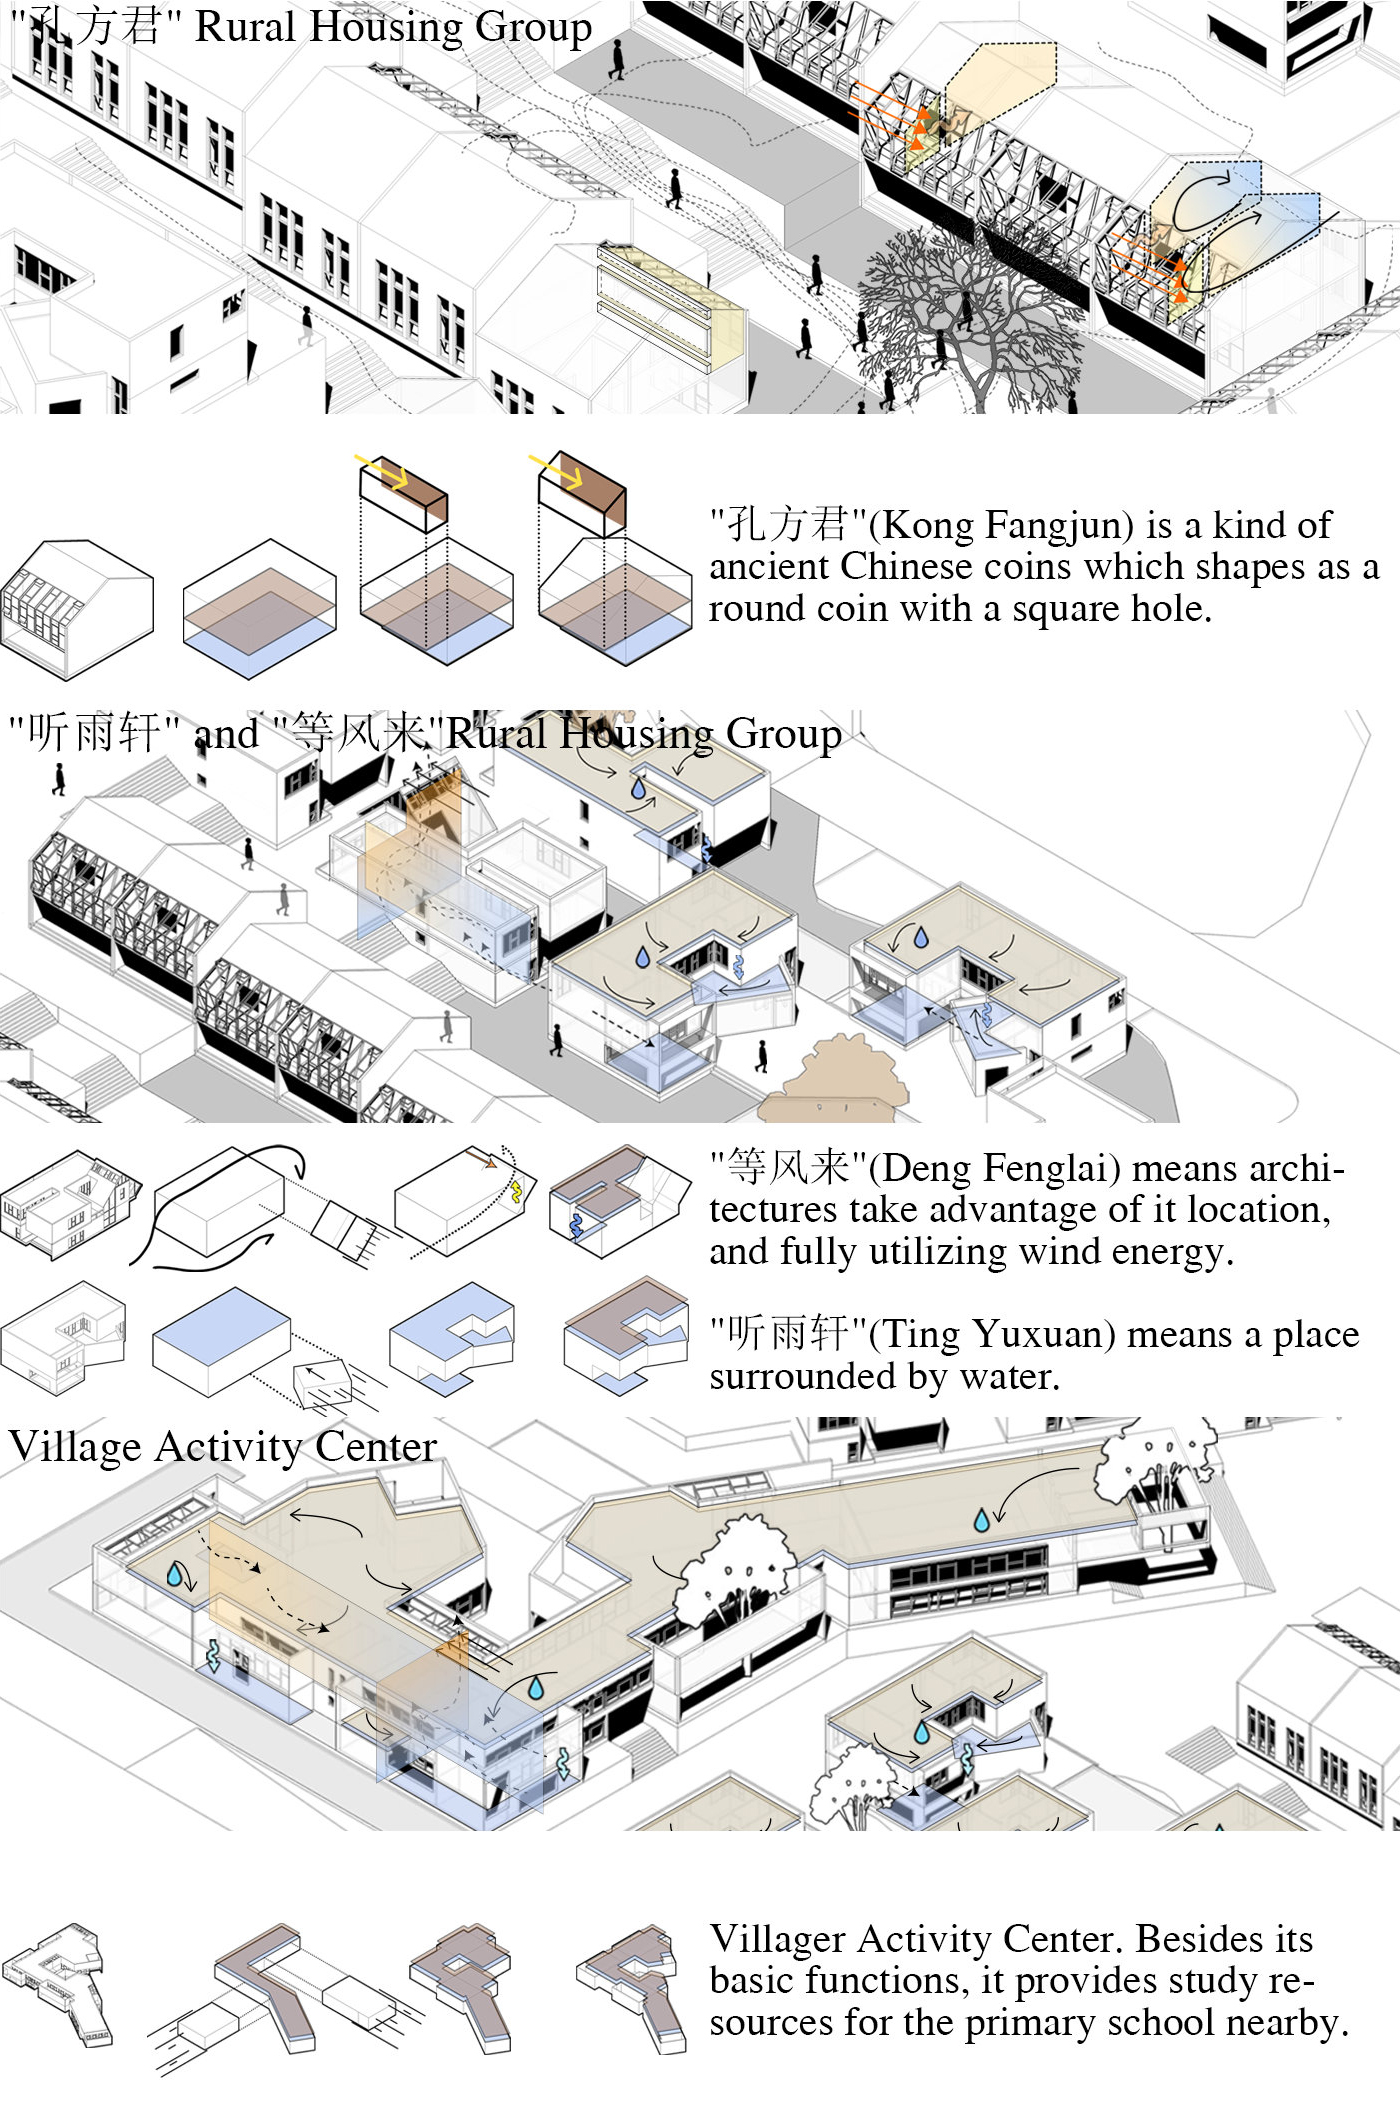 "孔方君" Rural Housing Group
"孔方君"(Kong Fangjun) is a kind of
ancient Chinese coins which shapes as a
round coin with a square hole.
"听雨轩" and "等风来"Rural Housing Group
"等风来"(Deng Fenglai) means archi-
tectures take advantage of it location,
and fully utilizing wind energy.
"听雨轩"(Ting Yuxuan) means a place
surrounded by water.
Village Activity Center
Villager Activity Center. Besides its
basic functions, it provides study re-
sources for the primary school nearby.